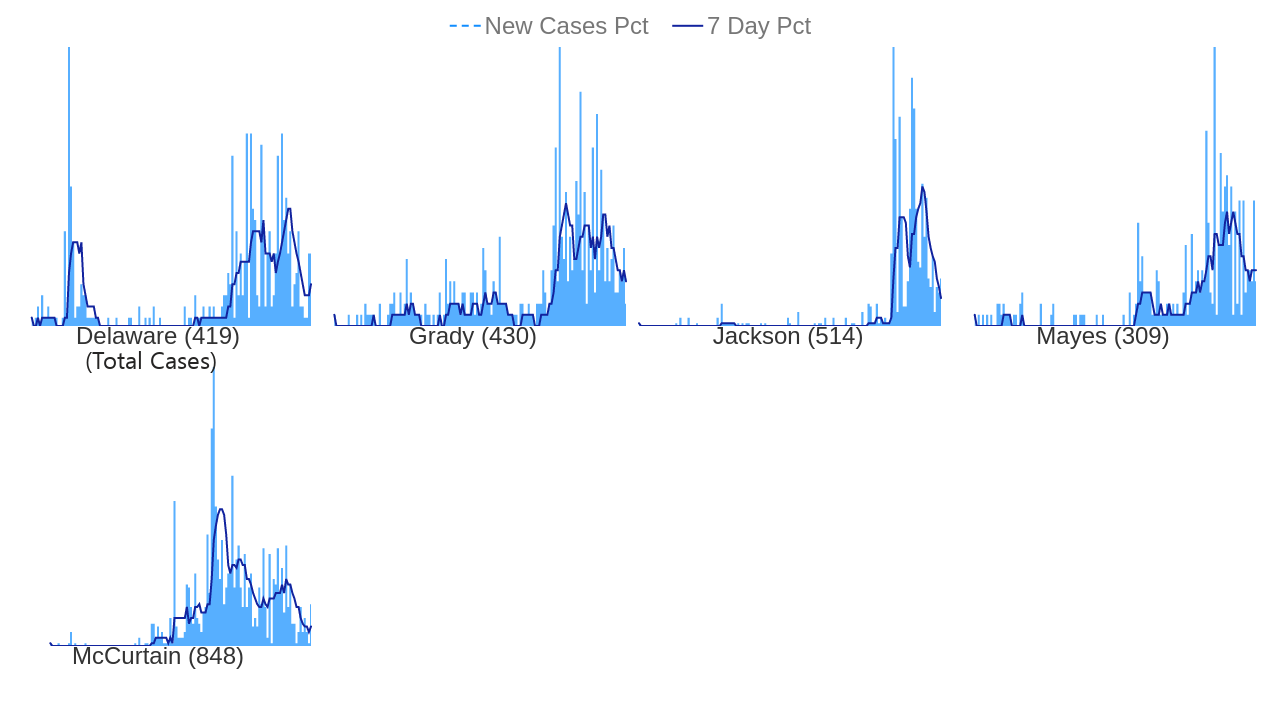 New Cases Pct 7 Day Pct
Delaware (419) Grady (430) Jackson (514) Mayes (309)
(Total Cases)
McCurtain (848)